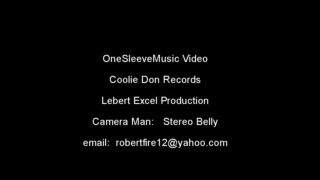 OneSleeveMusic Video
Coolie Don Records
Lebert Excel Production
Camera Man: Stereo Belly
email: robertfire12@yahoo.com